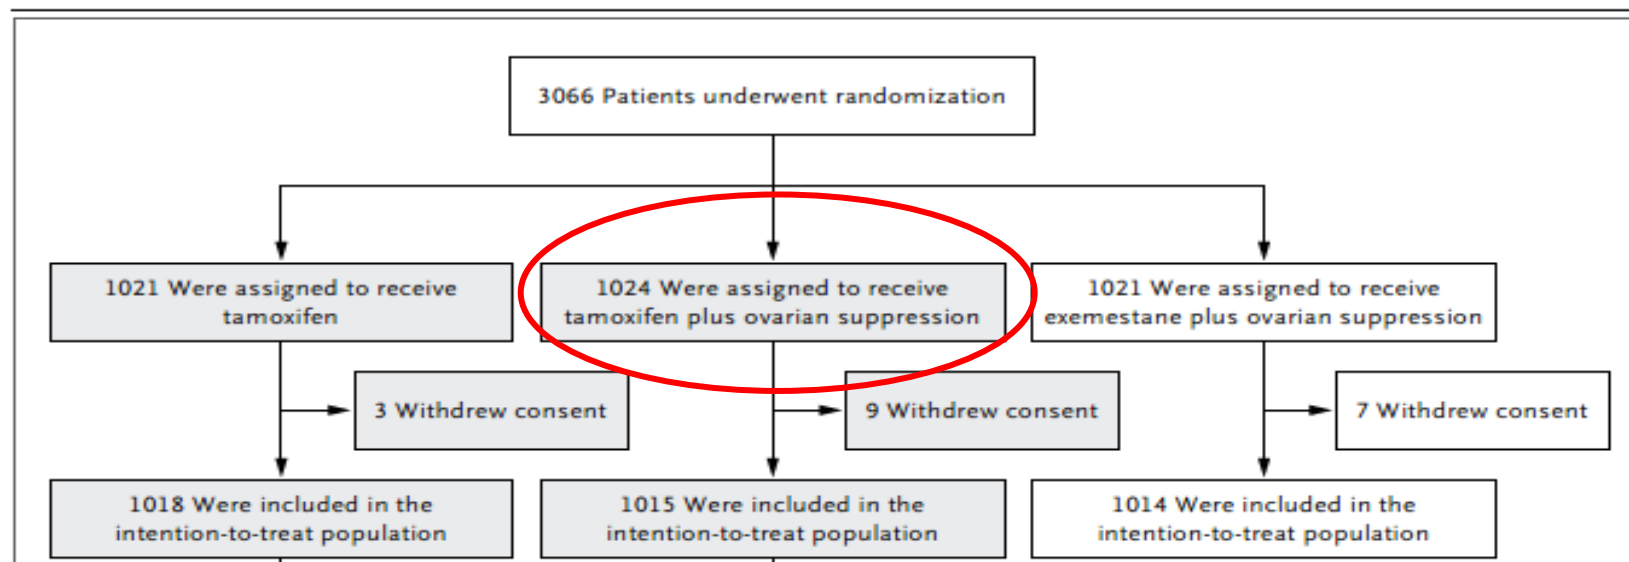 3066 Patients underwent randomization
1021 Were assigned to receive
tamoxifen
1024 Were assigned to receive
tamoxifen plus ovarian suppression
1021 Were assigned to receive
exemestane plus ovarian suppression
3 Withdrew consent
9 Withdrew consent
7 Withdrew consent
1018 Were included in the
intention-to-treat population
1015 Were included in the
intention-to-treat population
1014 Were included in the
intention-to-treat population